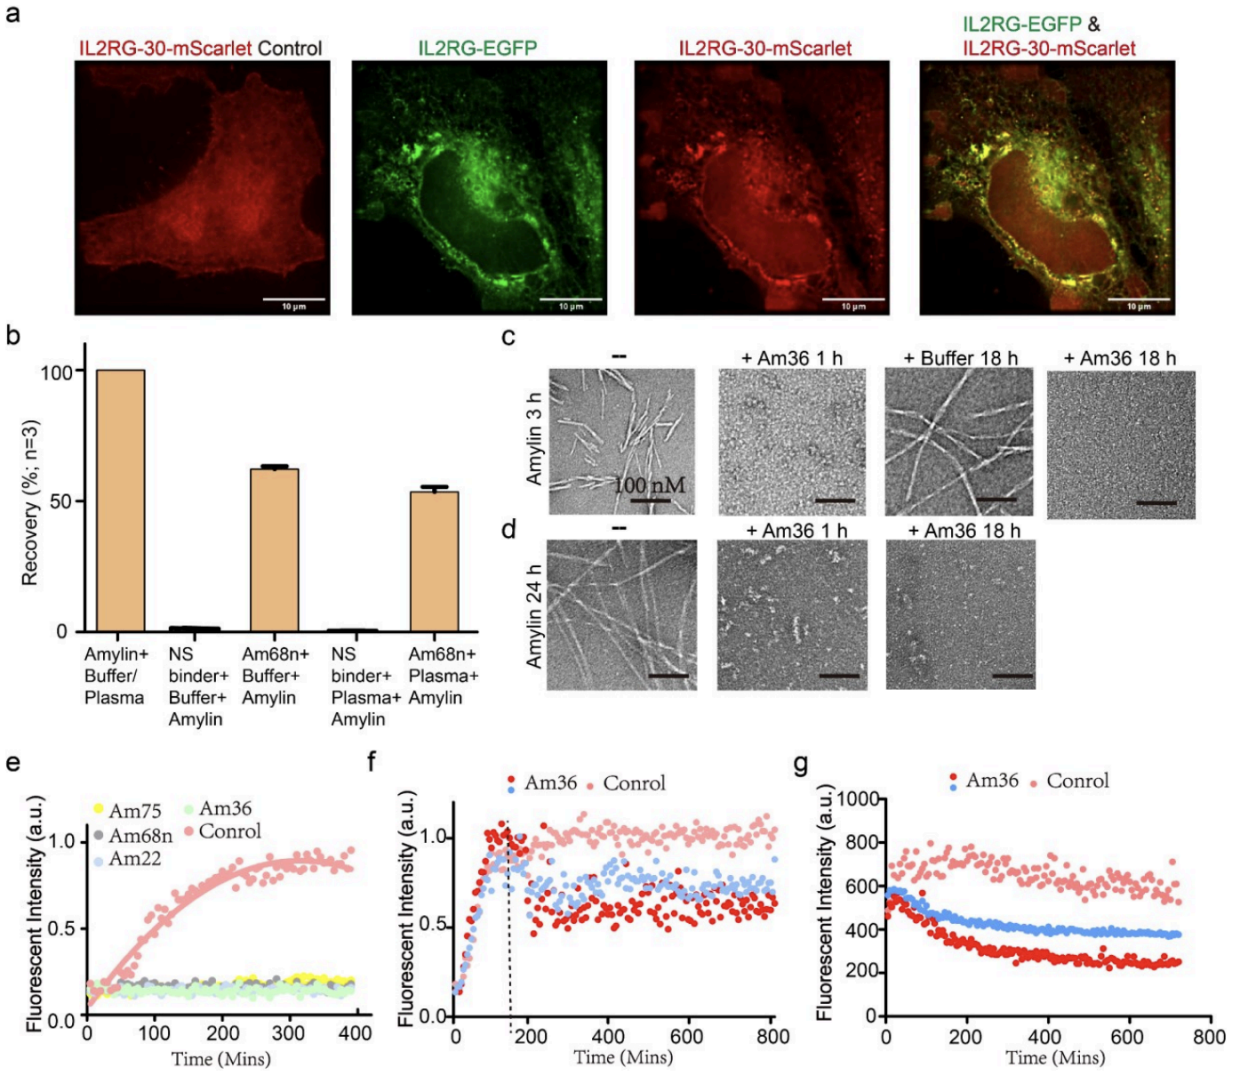 a
IL2RG-30-mScarlet Control
IL2RG-EGFP
IL2RG-30-mScarlet
IL2RG-EGFP &
IL2RG-30-mScarlet
10 μm
10 μm
10 μm
10 μm
b
Recovery (%; n=3)
100
50
0
Amylin+
Buffer/
Plasma
NS
binder+
Buffer+
Amylin
Am68n+
Buffer+
Amylin
NS
binder+
Plasma+
Amylin
Am68n+
Plasma+
Amylin
c
--
+ Am36 1 h
+ Buffer 18 h
+ Am36 18 h
Amylin 3 h
100 nM
d
--
+ Am36 1 h
+ Am36 18 h
Amylin 24 h
e
Am75
Am68n
Am22
Am36
Conrol
Fluorescent Intensity (a.u.)
1.0
0.5
0.0
0
100
200
300
400
Time (Mins)
f
Am36
Conrol
Fluorescent Intensity (a.u.)
1.0
0.5
0.0
0
200
400
600
800
Time (Mins)
g
Am36
Conrol
Fluorescent Intensity (a.u.)
1000
800
600
400
200
0
0
200
400
600
800
Time (Mins)